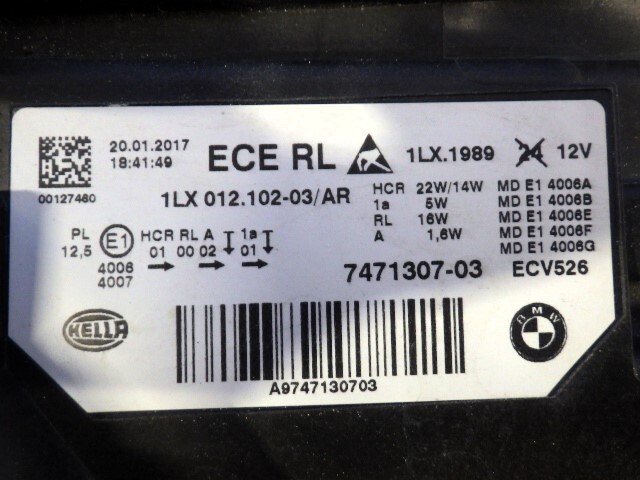 20.01.2017
18:41:49
ECE RL
1LX.1989 24 12V
00127460
1LX 012.102-03/AR
HCR 22W/14W MD E1 4006A
1a 5W MD E1 4006B
RL 16W MD E1 4006E
A 1,6W MD E1 4006F
MD E1 4006G
PL E1 HCR RL A 1a
12,5 01 00 02 01
4006
4007
7471307-03 ECV526
HELLA
BMW
A9747130703